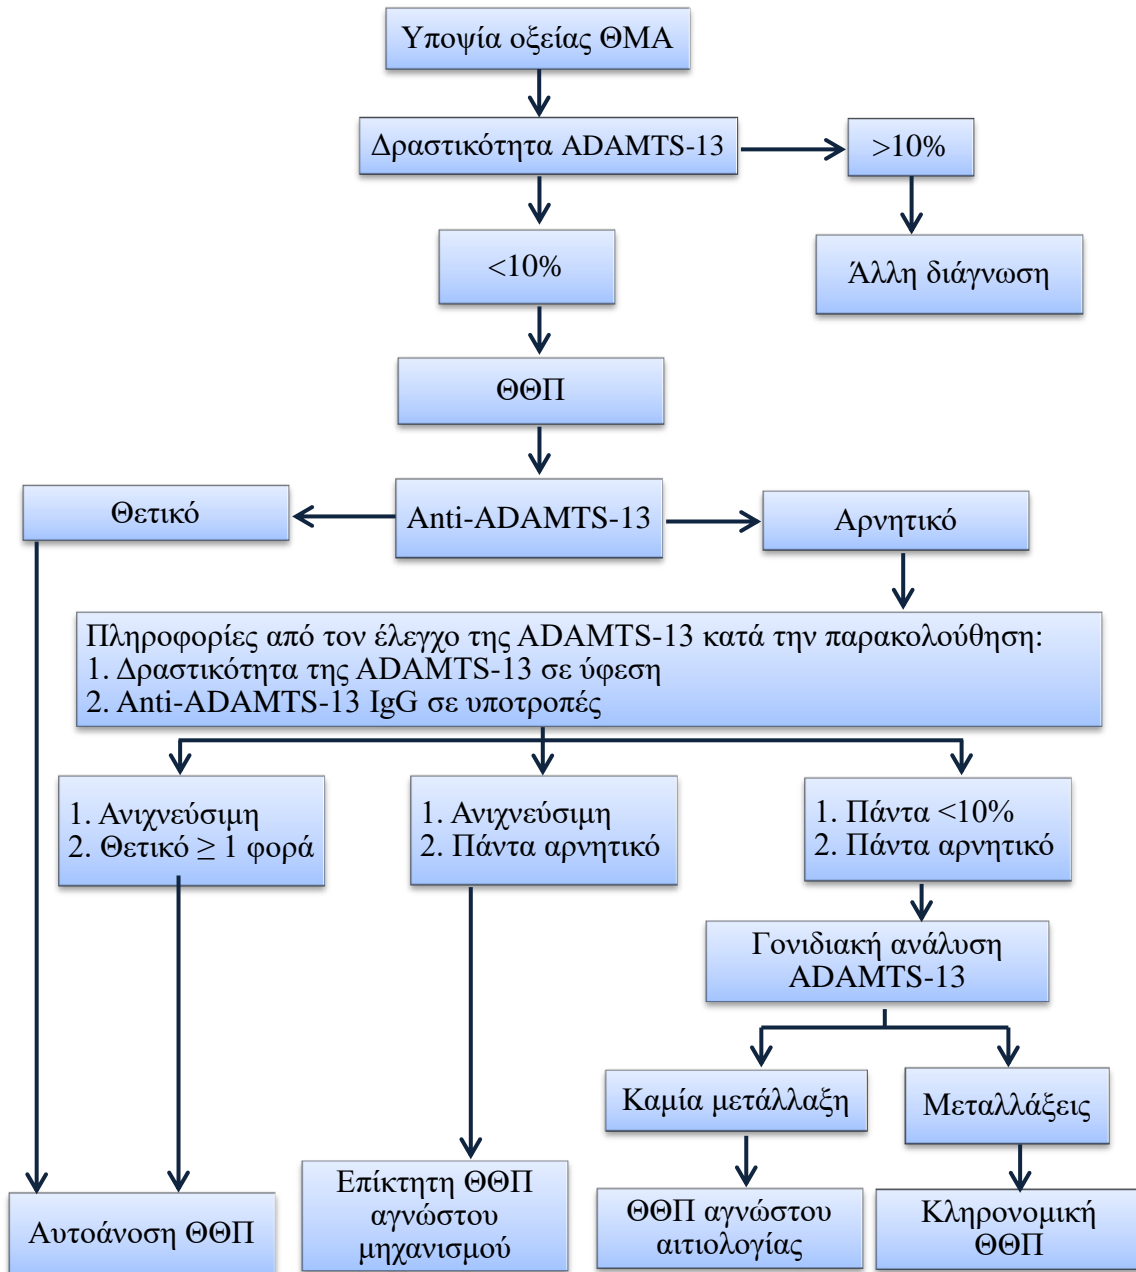 Υποψία οξείας ΘΜΑ
Δραστικότητα ADAMTS-13
>10%
<10%
Άλλη διάγνωση
ΘΘΠ
Θετικό
Anti-ADAMTS-13
Αρνητικό
Πληροφορίες από τον έλεγχο της ADAMTS-13 κατά την παρακολούθηση:
1. Δραστικότητα της ADAMTS-13 σε ύφεση
2. Anti-ADAMTS-13 IgG σε υποτροπές
1. Ανιχνεύσιμη
2. Θετικό ≥ 1 φορά
1. Ανιχνεύσιμη
2. Πάντα αρνητικό
1. Πάντα <10%
2. Πάντα αρνητικό
Γονιδιακή ανάλυση
ADAMTS-13
Καμία μετάλλαξη
Μεταλλάξεις
Αυτοάνοση ΘΘΠ
Επίκτητη ΘΘΠ
αγνώστου
μηχανισμού
ΘΘΠ αγνώστου
αιτιολογίας
Κληρονομική
ΘΘΠ